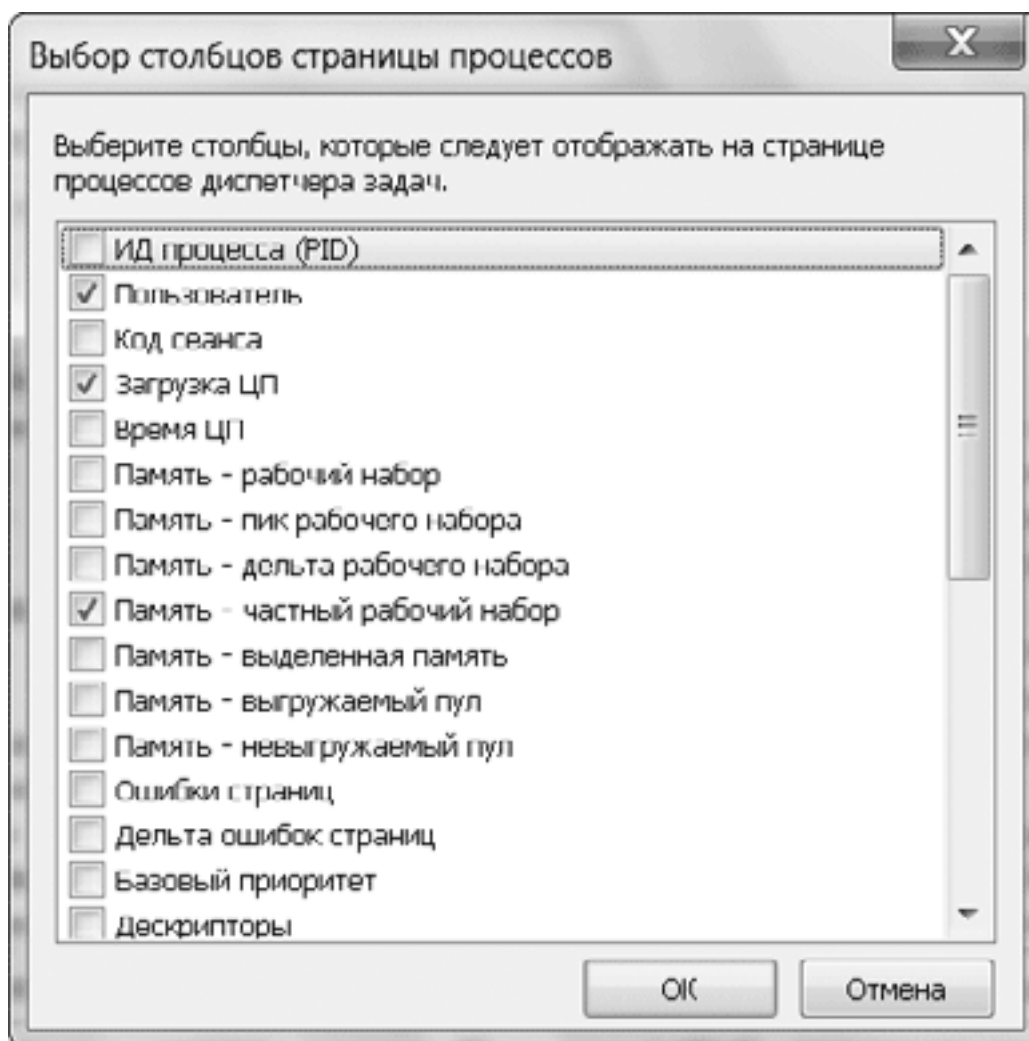 Выбор столбцов страницы процессов
Выберите столбцы, которые следует отображать на странице
процессов диспетчера задач.
ИД процесса (PID)
Пользователь
Код сеанса
Загрузка ЦП
Время ЦП
Память - рабочий набор
Память - пик рабочего набора
Память - дельта рабочего набора
Память - частный рабочий набор
Память - выделенная память
Память - выгружаемый пул
Память - невыгружаемый пул
Ошибки страниц
Дельта ошибок страниц
Базовый приоритет
Дескрипторы
OK
Отмена